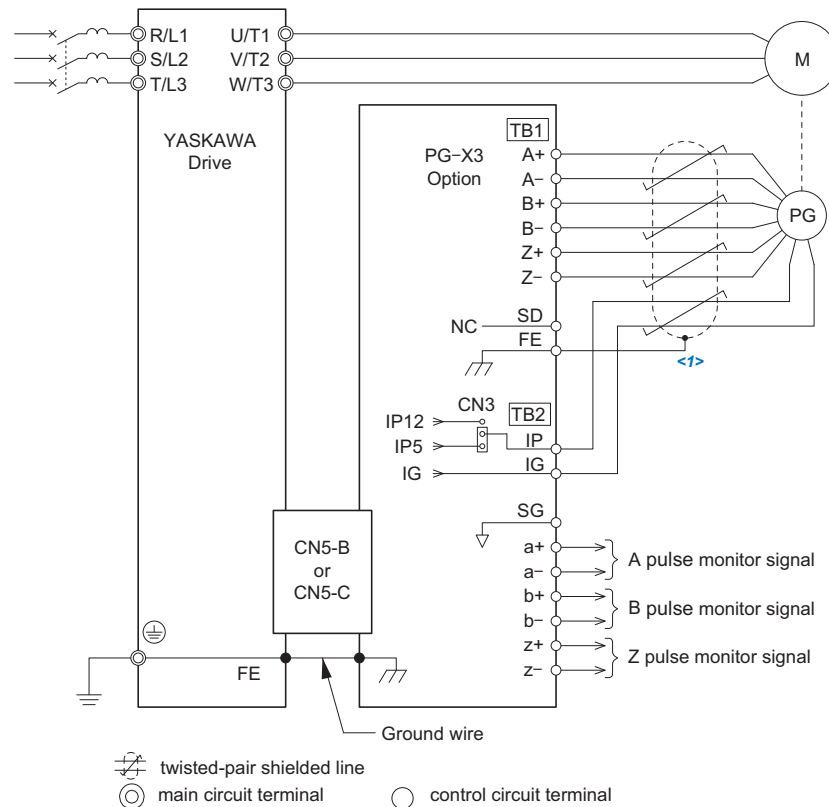 R/L1 U/T1
S/L2 V/T2
T/L3 W/T3
M
YASKAWA
Drive
TB1
PG-X3
Option
A+
A-
B+
B-
Z+
Z-
PG
NC SD
FE
<1>
CN3 TB2
IP12
IP5 IP
IG IG
SG
CN5-B
or
CN5-C
a+
a-
A pulse monitor signal
b+
b-
B pulse monitor signal
z+
z-
Z pulse monitor signal
FE
Ground wire
twisted-pair shielded line
main circuit terminal control circuit terminal